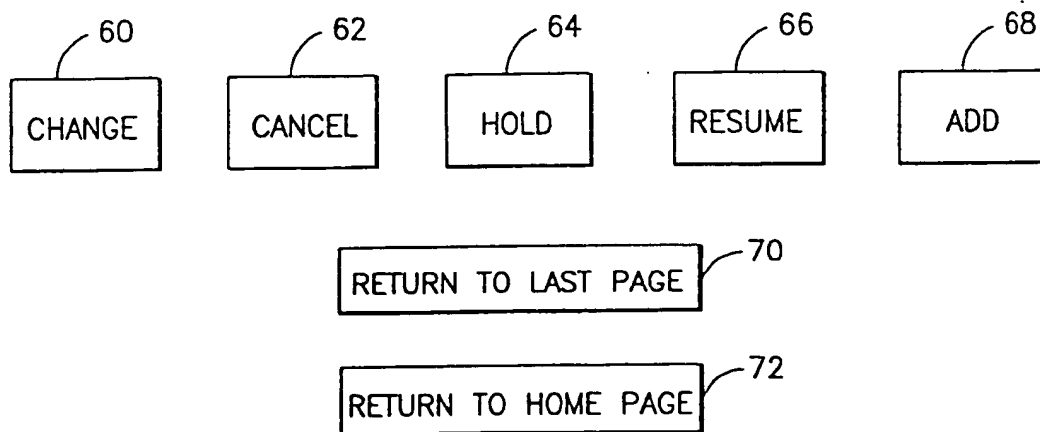 60 62 64 66 68
CHANGE CANCEL HOLD RESUME ADD
RETURN TO LAST PAGE 70
RETURN TO HOME PAGE 72